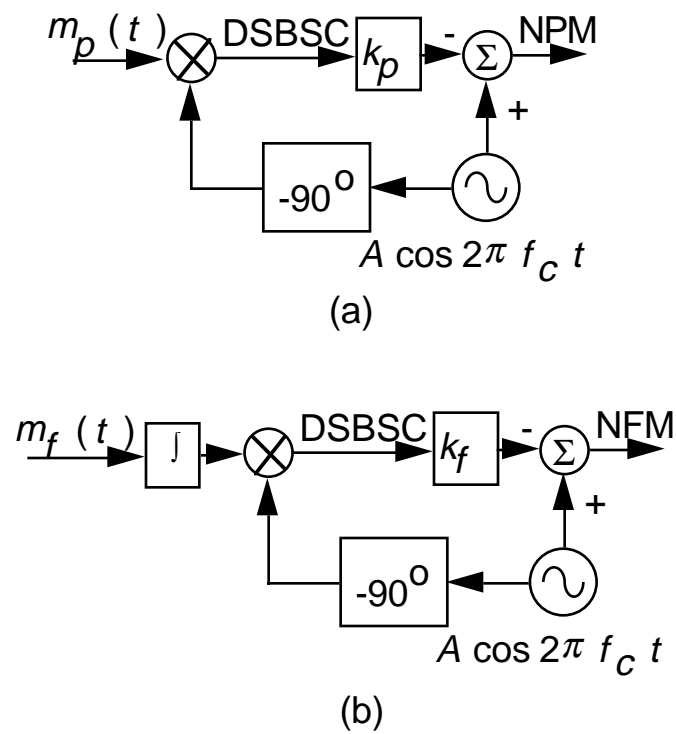 m_p (t)
DSBSC
k_p
-
Σ
NPM
+
-90°
A cos 2π f_c t
(a)
m_f (t)
∫
DSBSC
k_f
-
Σ
NFM
+
-90°
A cos 2π f_c t
(b)